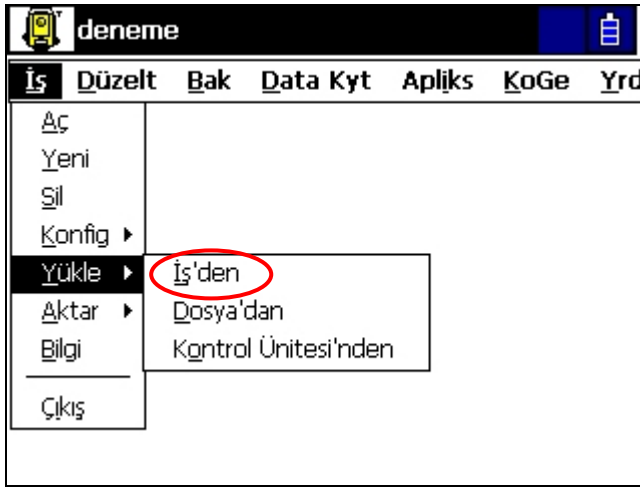 deneme
İş Düzelt Bak Data Kyt Apliks KoGe Yrd
Aç
Yeni
Sil
Konfig
Yükle
İş'den
Aktar
Dosya'dan
Bilgi
Kontrol Ünitesi'nden
Çıkış